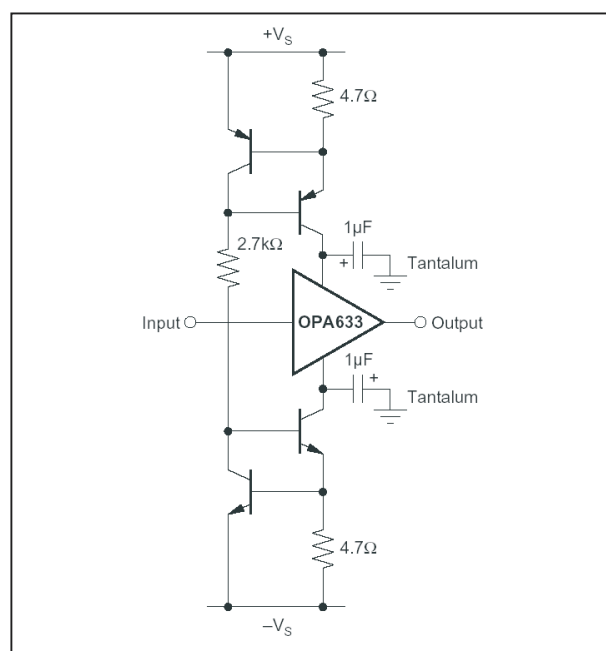 +VS
4.7Ω
1µF
+
Tantalum
2.7kΩ
Input
OPA633
Output
1µF
+
Tantalum
4.7Ω
–VS